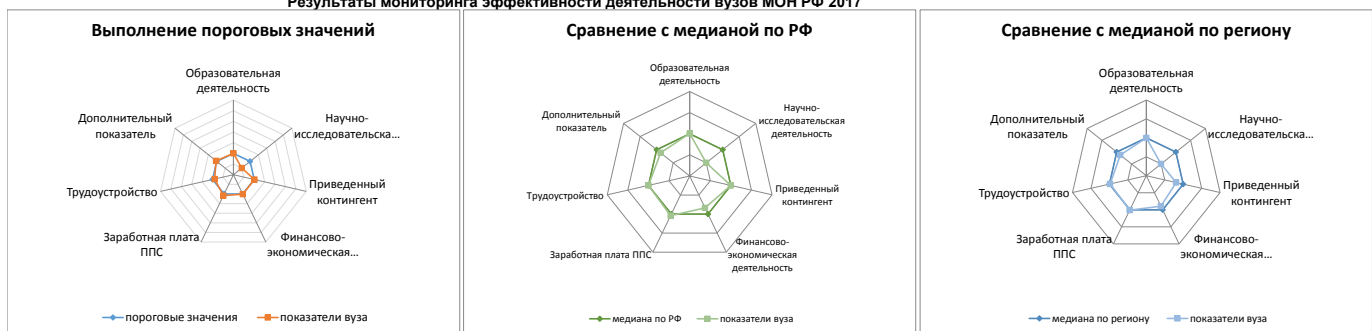 Результаты мониторинга эффективности деятельности вузов МОН РФ 2017
Выполнение пороговых значений
Образовательная
деятельность
Научно-
исследовательска...
Приведенный
контингент
Финансово-
экономическая...
Заработная плата
ППС
Трудоустройство
Дополнительный
показатель
пороговые значения
показатели вуза
Сравнение с медианой по РФ
Образовательная
деятельность
Научно-
исследовательская
деятельность
Приведенный
контингент
Финансово-
экономическая
деятельность
Заработная плата ППС
Трудоустройство
Дополнительный
показатель
медиана по РФ
показатели вуза
Сравнение с медианой по региону
Образовательная
деятельность
Научно-
исследовательска...
Приведенный
контингент
Финансово-
экономическая...
Заработная плата
ППС
Трудоустройство
Дополнительный
показатель
медиана по региону
показатели вуза